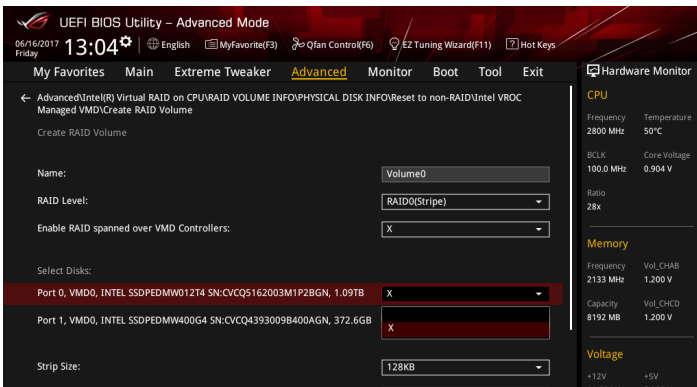 UEFI BIOS Utility – Advanced Mode
06/16/2017 Friday 13:04 English MyFavorite(F3) Qfan Control(F6) EZ Tuning Wizard(F11) ? Hot Keys
My Favorites Main Extreme Tweaker Advanced Monitor Boot Tool Exit
Advanced\Intel(R) Virtual RAID on CPU\RAID VOLUME INFO\PHYSICAL DISK INFO\Reset to non-RAID\Intel VROC
Managed VMD\Create RAID Volume
Create RAID Volume
Name: Volume0
RAID Level: RAID0(Stripe)
Enable RAID spanned over VMD Controllers: X
Select Disks:
Port 0, VMD0, INTEL SSDPEDMW012T4 SN:CVCQ5162003M1P2BGN, 1.09TB X
Port 1, VMD0, INTEL SSDPEDMW400G4 SN:CVCQ4393009B400AGN, 372.6GB
X
Strip Size: 128KB
Hardware Monitor
CPU
Frequency Temperature
2800 MHz 50°C
BCLK Core Voltage
100.0 MHz 0.904 V
Ratio
28x
Memory
Frequency Vol_CHAB
2133 MHz 1.200 V
Capacity Vol_CHCD
8192 MB 1.200 V
Voltage
+12V +5V